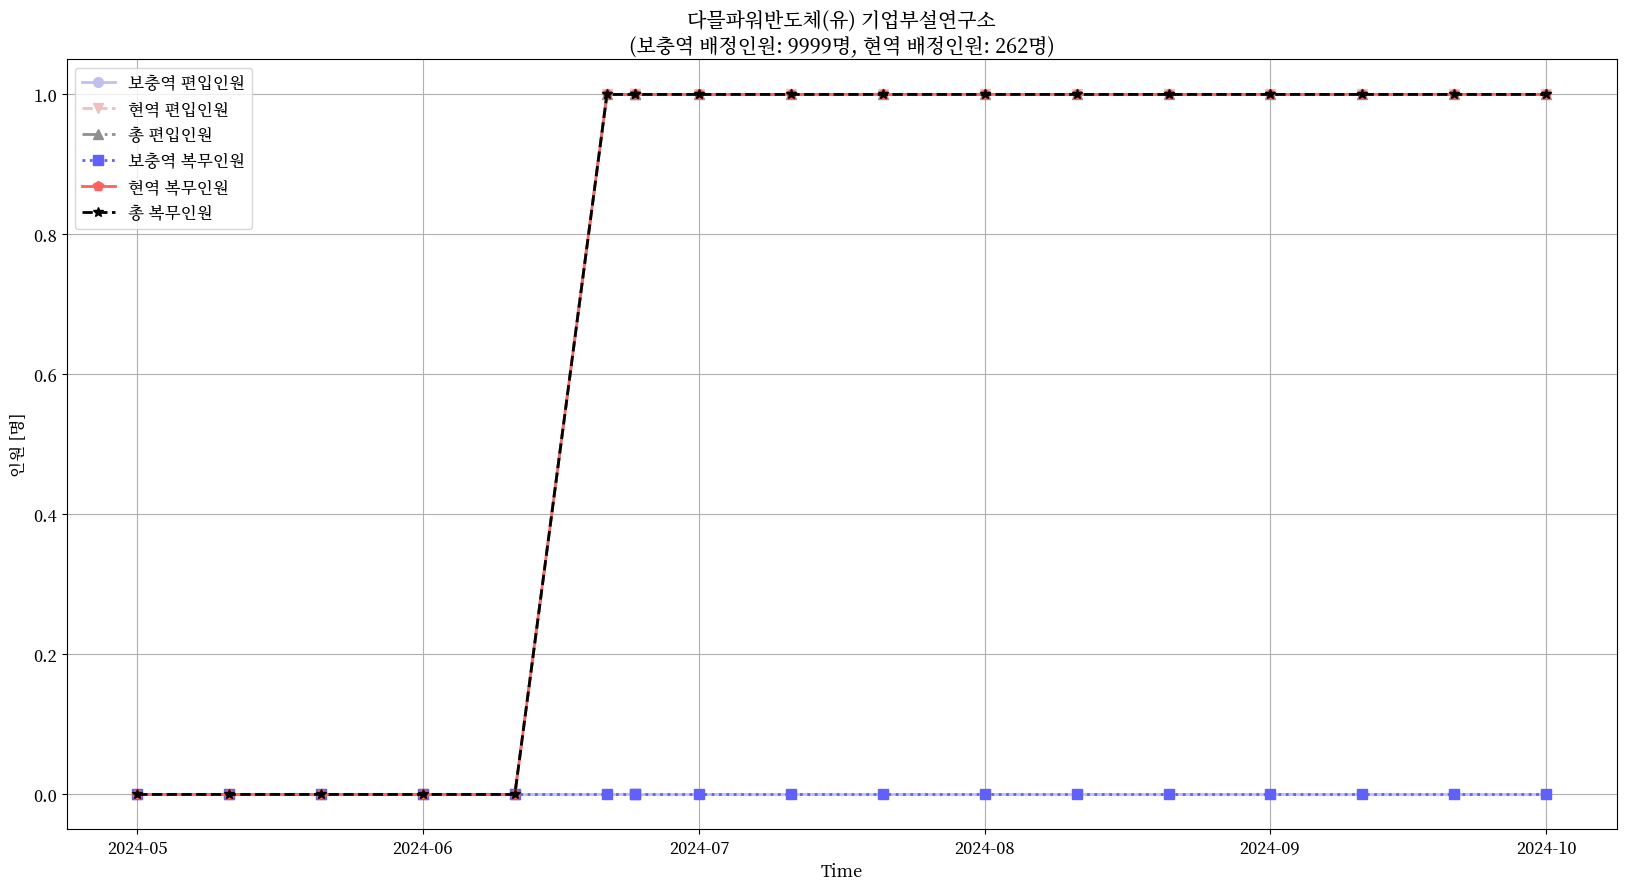 다믈파워반도체(유) 기업부설연구소
(보충역 배정인원: 9999명, 현역 배정인원: 262명)
보충역 편입인원
현역 편입인원
총 편입인원
보충역 복무인원
현역 복무인원
총 복무인원
1.0
0.8
0.6
0.4
0.2
0.0
인원 [명]
2024-05
2024-06
2024-07
2024-08
2024-09
2024-10
Time